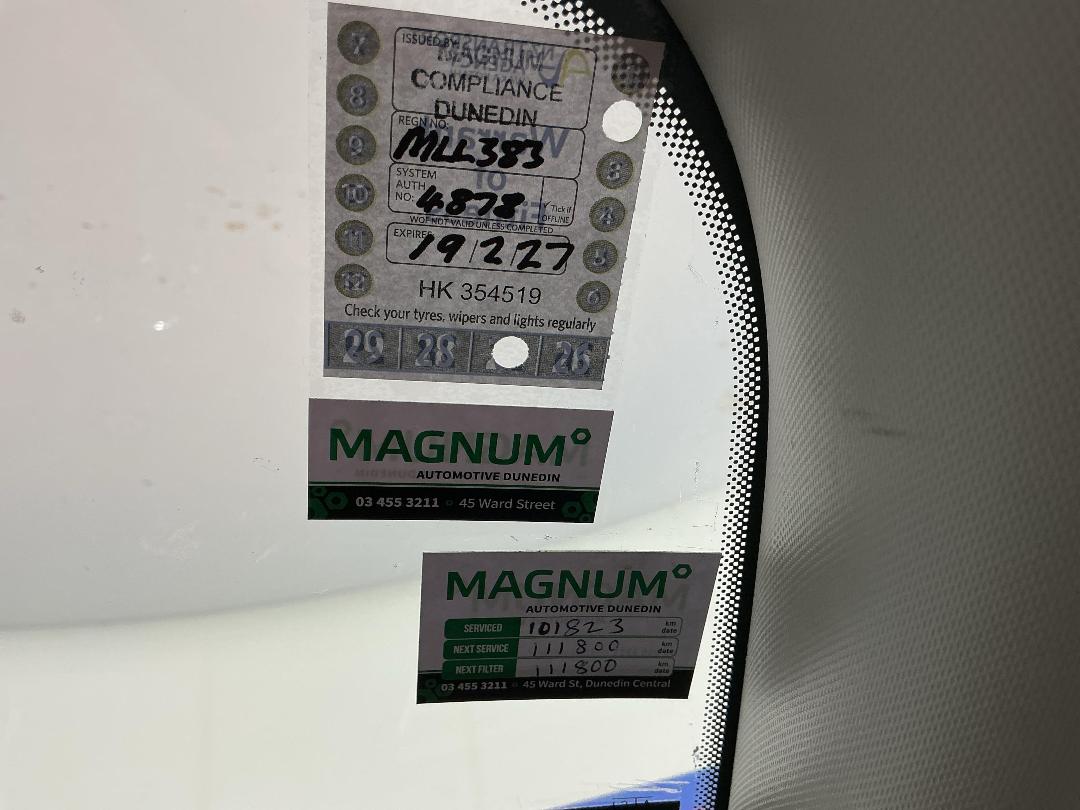 ISSUED BY:
MAGNUM
COMPLIANCE
DUNEDIN
REGN NO:
MLL383
SYSTEM
AUTH
NO: 4878
Tick if
OFFLINE
WOF NOT VALID UNLESS COMPLETED
EXPIRES 19/2/27
HK 354519
Check your tyres, wipers and lights regularly
8
9
10
11
12
3
4
5
6
29 28 26
MAGNUM
AUTOMOTIVE DUNEDIN
03 455 3211 45 Ward Street
MAGNUM
AUTOMOTIVE DUNEDIN
SERVICED 101823 km
date
NEXT SERVICE 111800 km
date
NEXT FILTER 111800 km
date
03 455 3211 45 Ward St, Dunedin Central